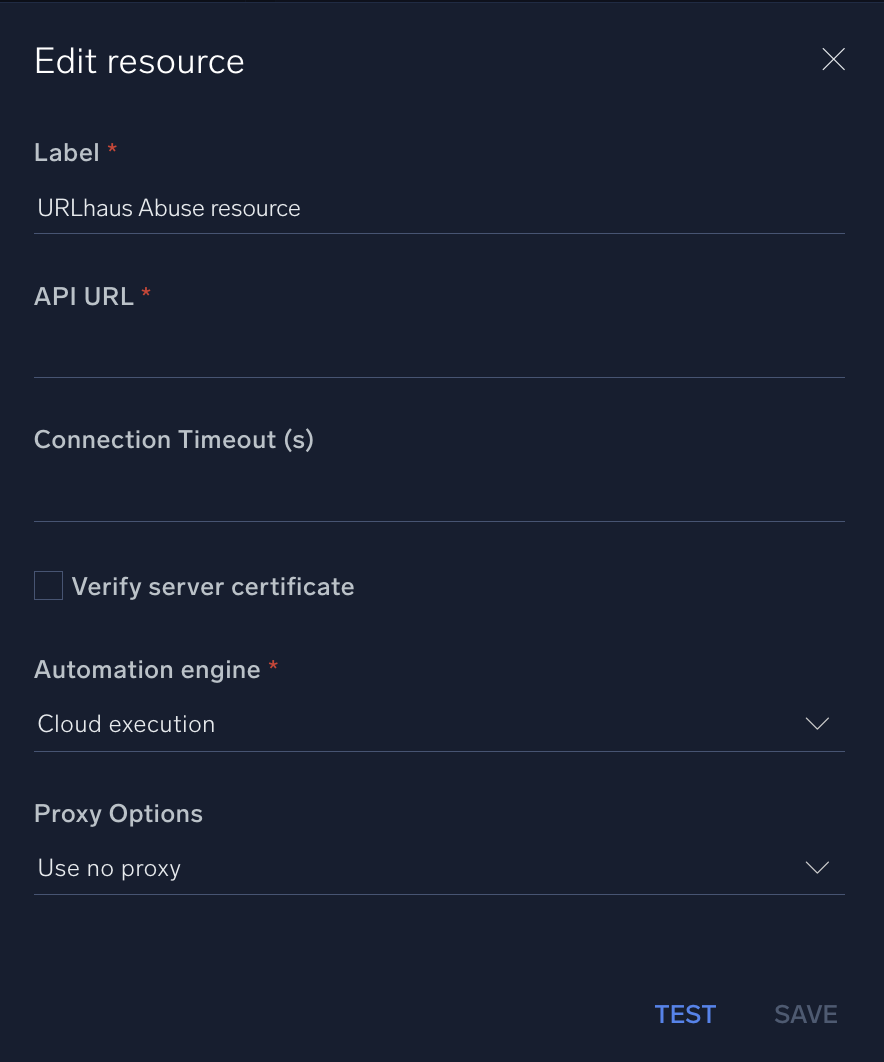 Edit resource
Label *
URLhaus Abuse resource
API URL *
Connection Timeout (s)
Verify server certificate
Automation engine *
Cloud execution
Proxy Options
Use no proxy
TEST SAVE